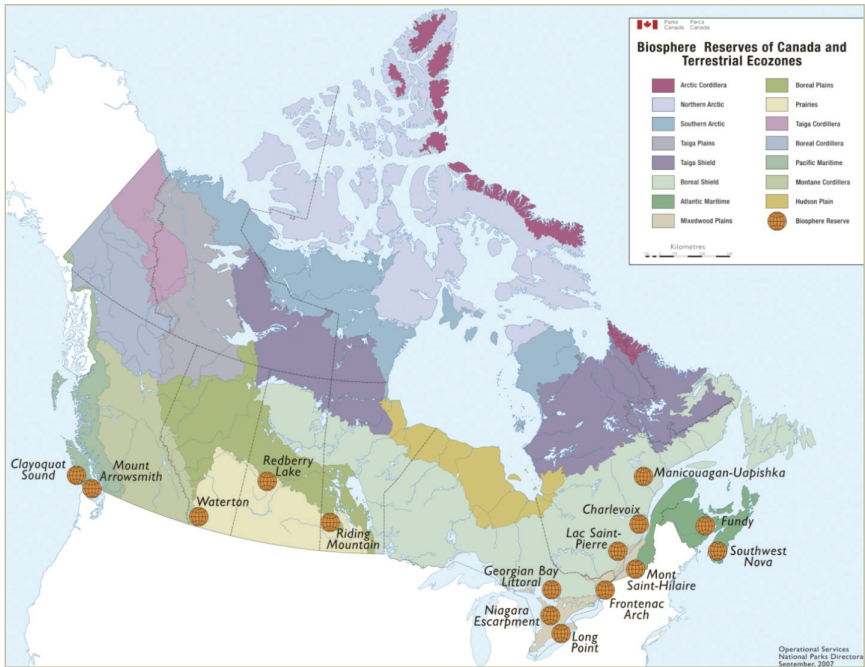 Parks Parcs
Canada Canada
Biosphere Reserves of Canada and
Terrestrial Ecozones
Arctic Cordillera
Northern Arctic
Southern Arctic
Taiga Plains
Taiga Shield
Boreal Shield
Atlantic Maritime
Mixedwood Plains
Boreal Plains
Prairies
Taiga Cordillera
Boreal Cordillera
Pacific Maritime
Montane Cordillera
Hudson Plain
Biosphere Reserve
Kilometres
Clayoquot
Sound
Mount
Arrowsmith
Waterton
Redberry
Lake
Riding
Mountain
Manicouagan-Uapishka
Charlevoix
Lac Saint-
Pierre
Fundy
Southwest
Nova
Mont
Saint-Hilaire
Georgian Bay
Littoral
Frontenac
Arch
Niagara
Escarpment
Long
Point
Operational Services
National Parks Directora
September, 2007